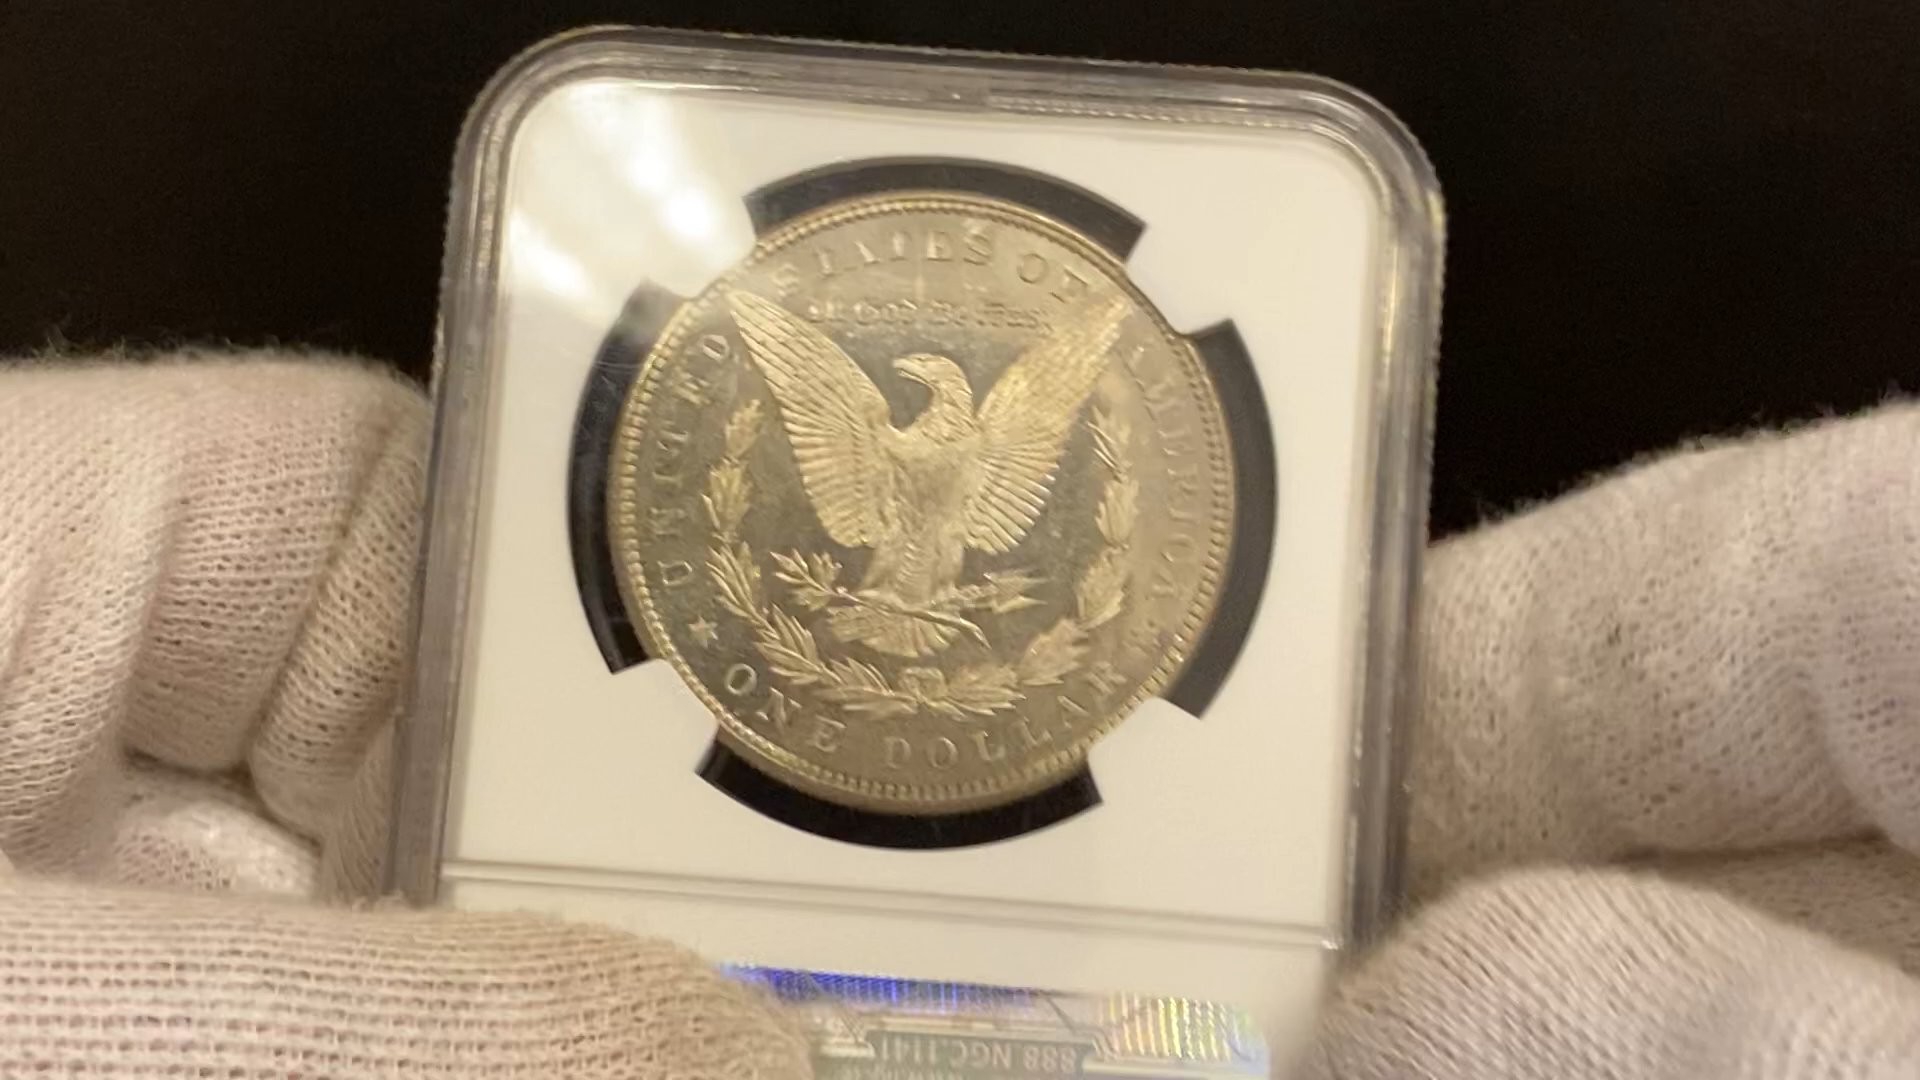 UNITED STATES OF AMERICA
In God We Trust
ONE DOLLAR
888 NGC.1141